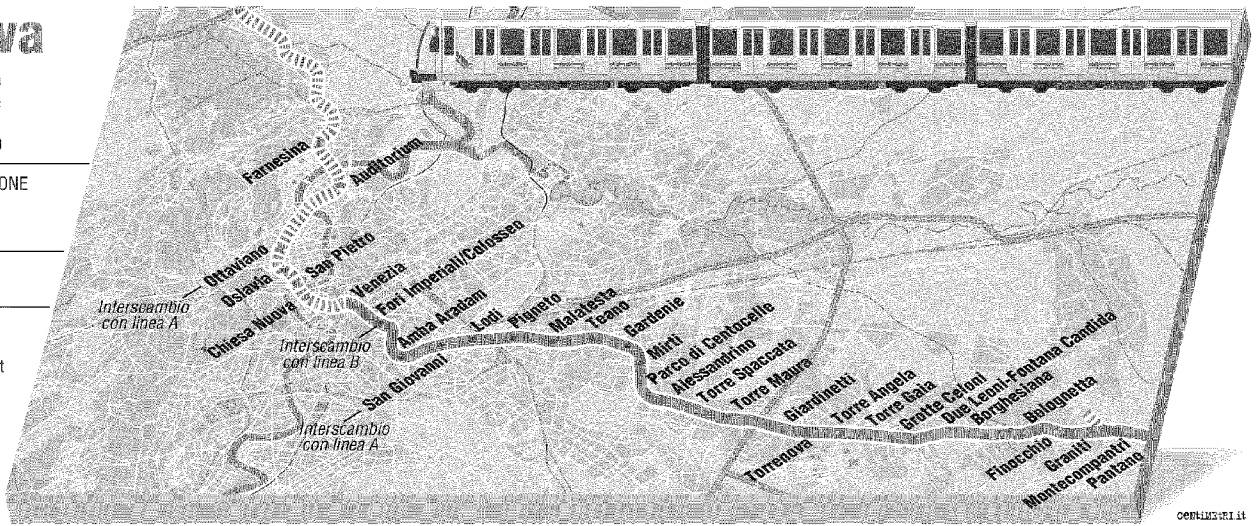 ONE
Farnesina
Auditorium
Ottaviano
San Pietro
Oslavia
Venezia
Interscambio
con linea A
Chiesa Nuova
Fori Imperiali/Colosseo
Interscambio
con linea B
Amba Aradam
Lodi
Pigneto
Malatesta
Teano
Gardenie
San Giovanni
Interscambio
con linea A
Mirti
Parco di Centocelle
Alessandrino
Torre Spaccata
Torre Maura
Giardinetti
Torrenova
Torre Angela
Torre Gaia
Grotte Celoni
Due Leoni-Fontana Candida
Borghesiana
Bolognetta
Finocchio
Graniti
Montecompatri
Pantano
CENTIMETRI.it